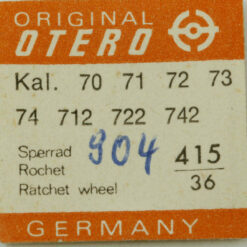 ORIGINAL
OTERO
Kal. 70 71 72 73
74 712 722 742
Sperrad
Rochet
Ratchet wheel
904
415
36
GERMANY